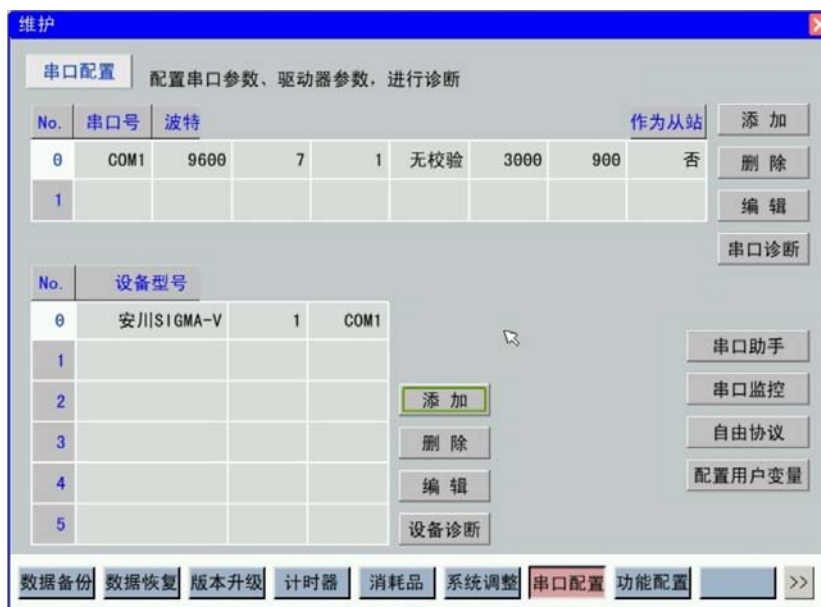 维护
串口配置 配置串口参数、驱动器参数，进行诊断
No. 串口号 波特 作为从站 添 加
0 COM1 9600 7 1 无校验 3000 900 否 删 除
1 编 辑
串口诊断
No. 设备型号
0 安川SIGMA-V 1 COM1
1 串口助手
2 添 加 串口监控
3 删 除 自由协议
4 编 辑 配置用户变量
5 设备诊断
数据备份 数据恢复 版本升级 计时器 消耗品 系统调整 串口配置 功能配置 >>